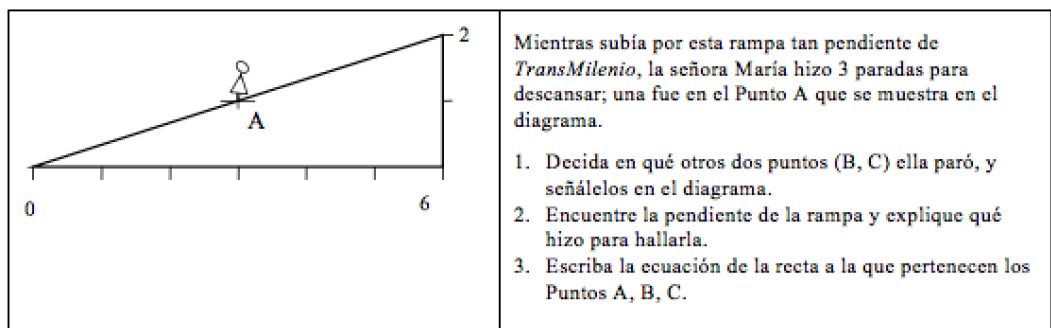 2
A
0
6
Mientras subía por esta rampa tan pendiente de
TransMilenio, la señora María hizo 3 paradas para
descansar; una fue en el Punto A que se muestra en el
diagrama.
1. Decida en qué otros dos puntos (B, C) ella paró, y
señálelos en el diagrama.
2. Encuentre la pendiente de la rampa y explique qué
hizo para hallarla.
3. Escriba la ecuación de la recta a la que pertenecen los
Puntos A, B, C.